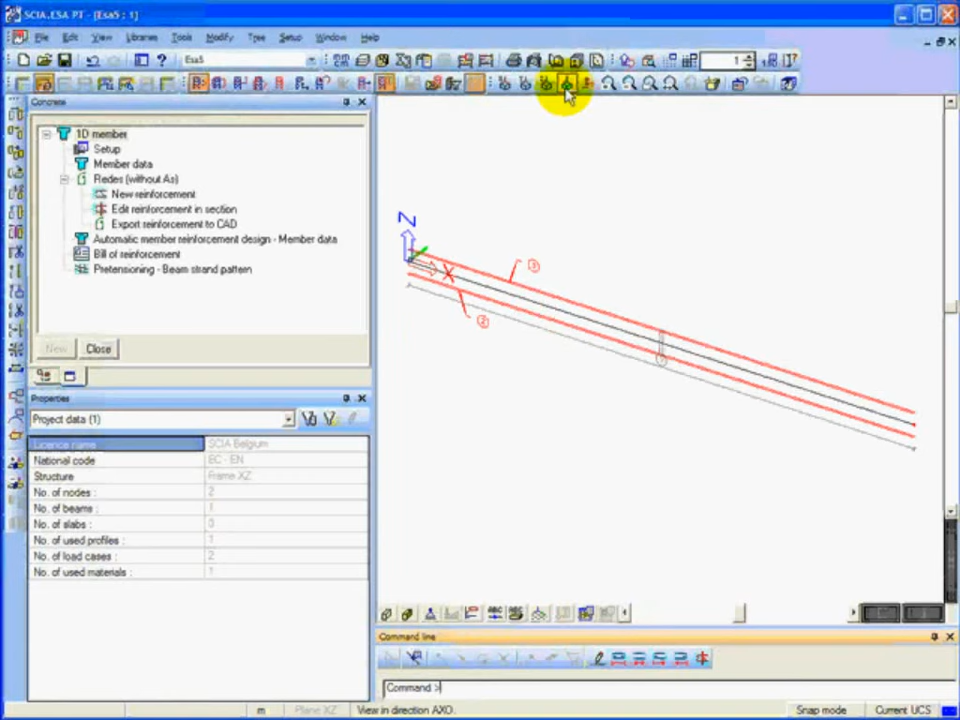 SCIA.ESA PT - [Esa5 : 1]
File Edit View Libraries Tools Modify Tree Setup Window Help
Esa5
1
Concrete
1D member
Setup
Member data
Redes (without As)
New reinforcement
Edit reinforcement in section
Export reinforcement to CAD
Automatic member reinforcement design - Member data
Bill of reinforcement
Pretensioning - Beam strand pattern
New Close
Properties
Project data (1)
Licence name SCIA Belgium
National code EC - EN
Structure Frame XZ
No. of nodes : 2
No. of beams : 1
No. of slabs : 0
No. of used profiles : 1
No. of load cases : 2
No. of used materials : 1
Z
X
Command line
Command >
m Plane XZ View in direction AXO. Snap mode Current UCS